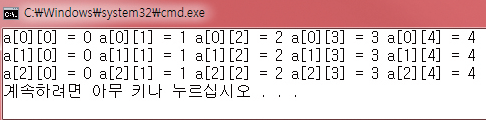 C:₩Windows₩system32₩cmd.exe
a[0][0] = 0 a[0][1] = 1 a[0][2] = 2 a[0][3] = 3 a[0][4] = 4
a[1][0] = 0 a[1][1] = 1 a[1][2] = 2 a[1][3] = 3 a[1][4] = 4
a[2][0] = 0 a[2][1] = 1 a[2][2] = 2 a[2][3] = 3 a[2][4] = 4
계속하려면 아무 키나 누르십시오 . . .